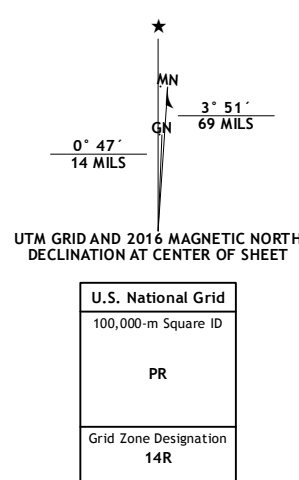 MN
3° 51´
69 MILS
GN
0° 47´
14 MILS
UTM GRID AND 2016 MAGNETIC NORTH
DECLINATION AT CENTER OF SHEET
U.S. National Grid
100,000-m Square ID
PR
Grid Zone Designation
14R